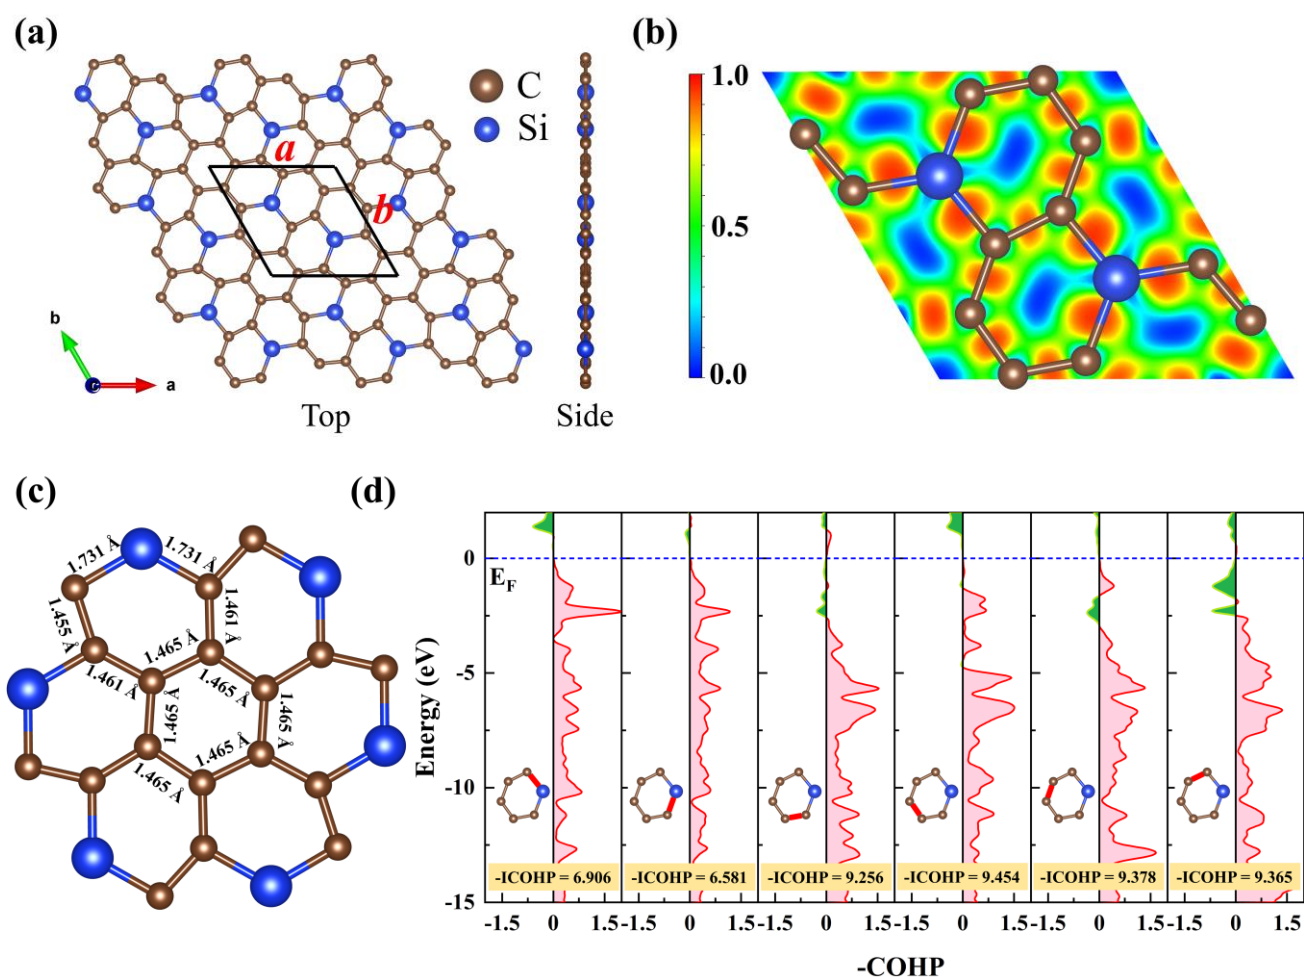 (a)
C
Si
a
b
b
a
Top
Side
(b)
1.0
0.5
0.0
(c)
1.731 Å
1.731 Å
1.455 Å
1.461 Å
1.465 Å
1.461 Å
1.465 Å
1.465 Å
1.465 Å
1.465 Å
1.465 Å
(d)
Energy (eV)
0
-5
-10
-15
E_F
-ICOHP = 6.906
-ICOHP = 6.581
-ICOHP = 9.256
-ICOHP = 9.454
-ICOHP = 9.378
-ICOHP = 9.365
-1.5 0 1.5 -1.5 0 1.5 -1.5 0 1.5 -1.5 0 1.5 -1.5 0 1.5 -1.5 0 1.5
-COHP